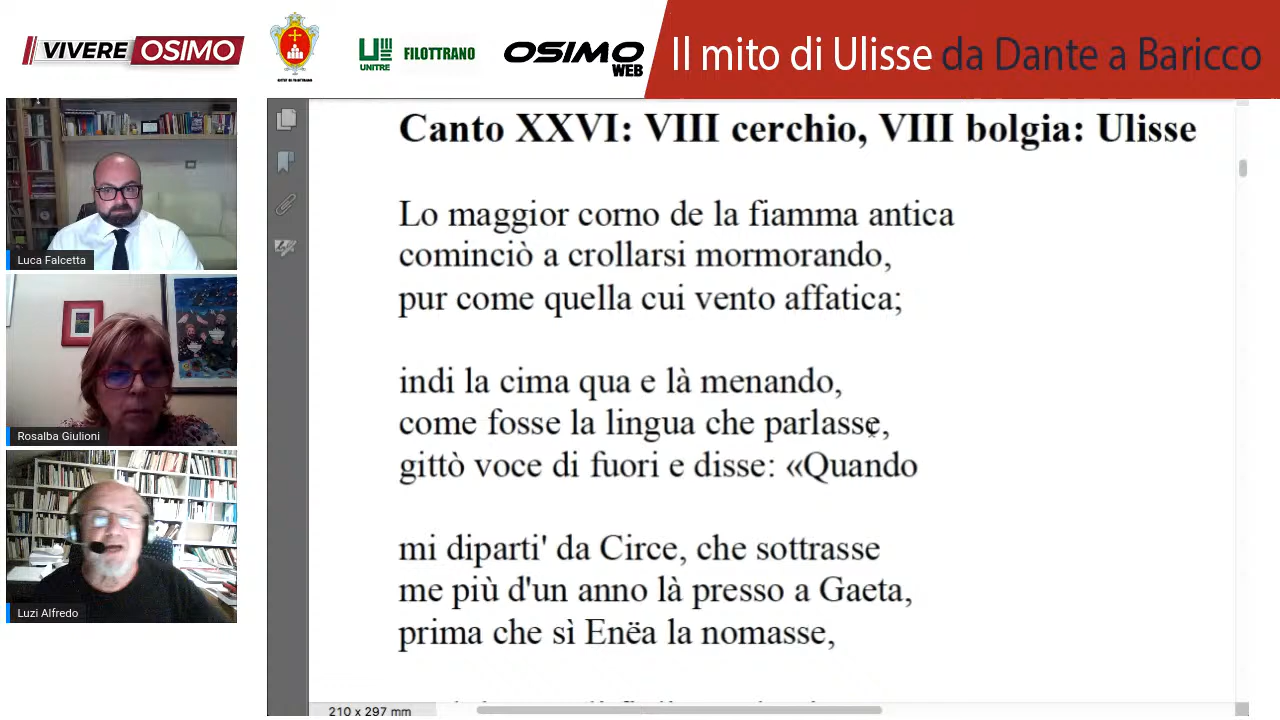 VIVERE OSIMO
UNITRE
FILOTTRANO
OSIMO
WEB
Il mito di Ulisse da Dante a Baricco
Luca Falcetta
Rosalba Giulioni
Luzi Alfredo
Canto XXVI: VIII cerchio, VIII bolgia: Ulisse
Lo maggior corno de la fiamma antica
cominciò a crollarsi mormorando,
pur come quella cui vento affatica;
indi la cima qua e là menando,
come fosse la lingua che parlasse,
gittò voce di fuori e disse: «Quando
mi diparti' da Circe, che sottrasse
me più d'un anno là presso a Gaeta,
prima che sì Enëa la nomasse,
210 x 297 mm